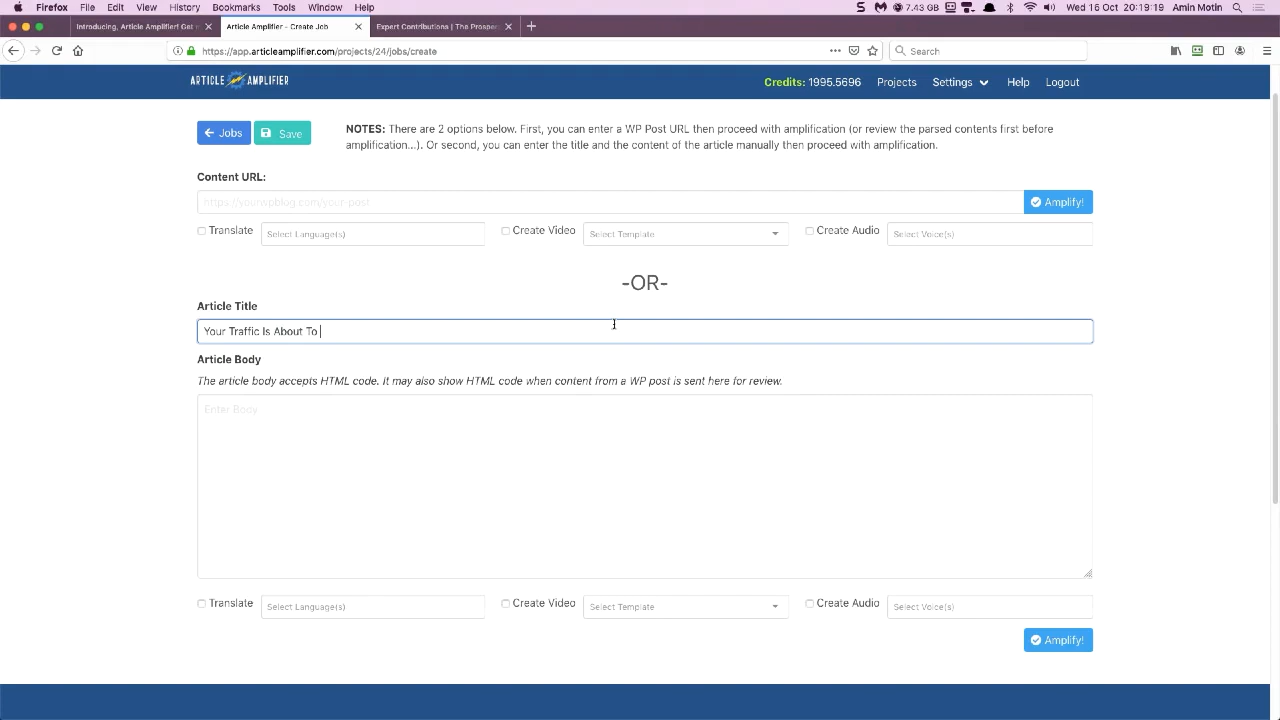 Firefox File Edit View History Bookmarks Tools Window Help 7.43 GB Wed 16 Oct 20:19:19 Amin Motin
Introducing, Article Amplifier! Get m Article Amplifier - Create Job Expert Contributions | The Prospe
https://app.articleamplifier.com/projects/24/jobs/create Search
ARTICLE AMPLIFIER Credits: 1995.5696 Projects Settings Help Logout
Jobs Save NOTES: There are 2 options below. First, you can enter a WP Post URL then proceed with amplification (or review the parsed contents first before
amplification...). Or second, you can enter the title and the content of the article manually then proceed with amplification.
Content URL:
https://yourwpblog.com/your-post Amplify!
Translate Select Language(s) Create Video Select Template Create Audio Select Voice(s)
-OR-
Article Title
Your Traffic Is About To
Article Body
The article body accepts HTML code. It may also show HTML code when content from a WP post is sent here for review.
Enter Body
Translate Select Language(s) Create Video Select Template Create Audio Select Voice(s)
Amplify!